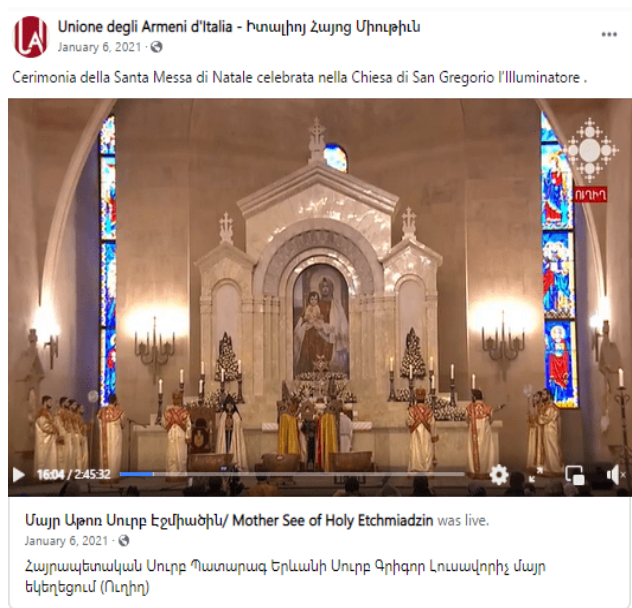 Unione degli Armeni d'Italia - Իտալիոյ Հայոց Միութիւն
January 6, 2021 ·
Cerimonia della Santa Messa di Natale celebrata nella Chiesa di San Gregorio l'Illuminatore .
ՈՒՂԻՂ
16:04 / 2:45:32
Մայր Աթոռ Սուրբ Էջմիածին/ Mother See of Holy Etchmiadzin was live.
January 6, 2021 ·
Հայրապետական Սուրբ Պատարագ Երևանի Սուրբ Գրիգոր Լուսավորիչ մայր
եկեղեցում (Ուղիղ)